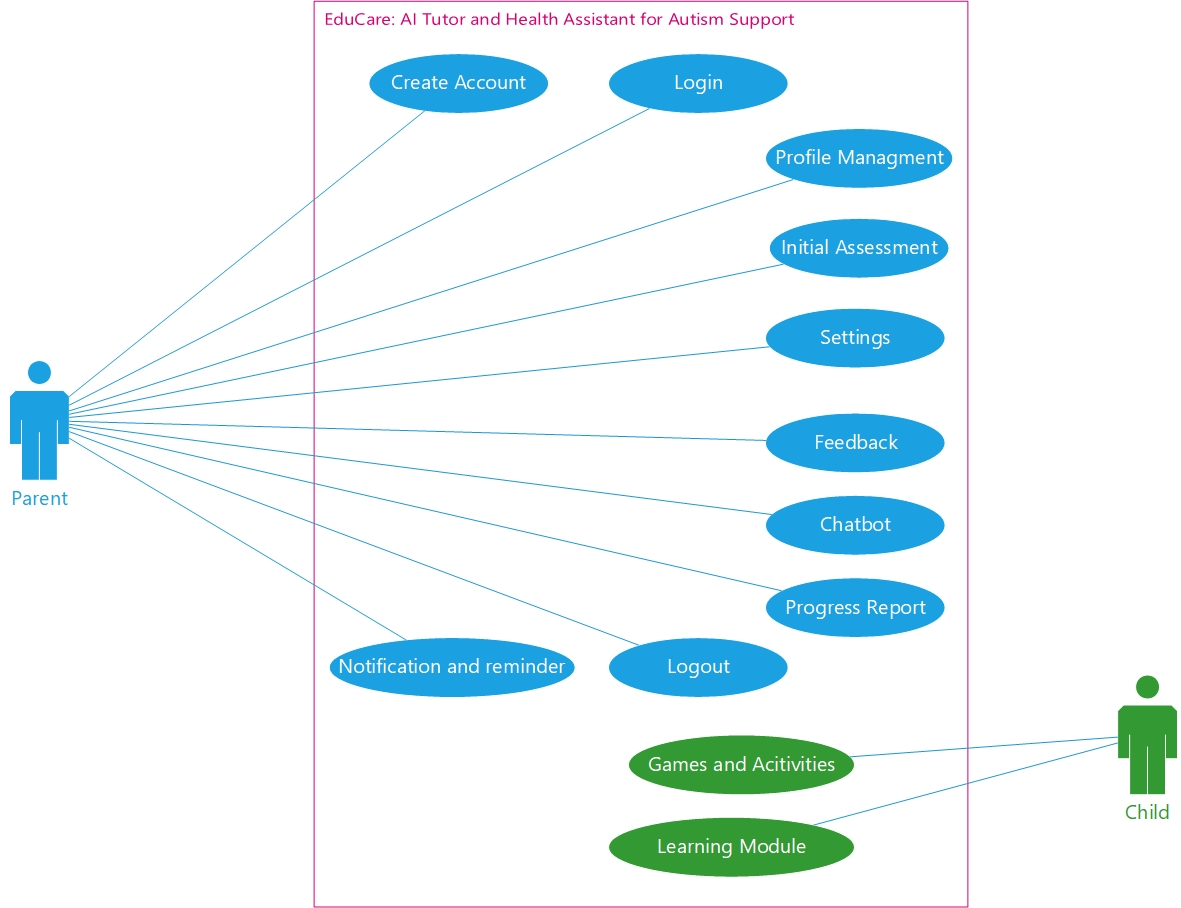 EduCare: AI Tutor and Health Assistant for Autism Support
Create Account
Login
Profile Managment
Initial Assessment
Settings
Feedback
Parent
Chatbot
Progress Report
Notification and reminder
Logout
Games and Acitivities
Child
Learning Module